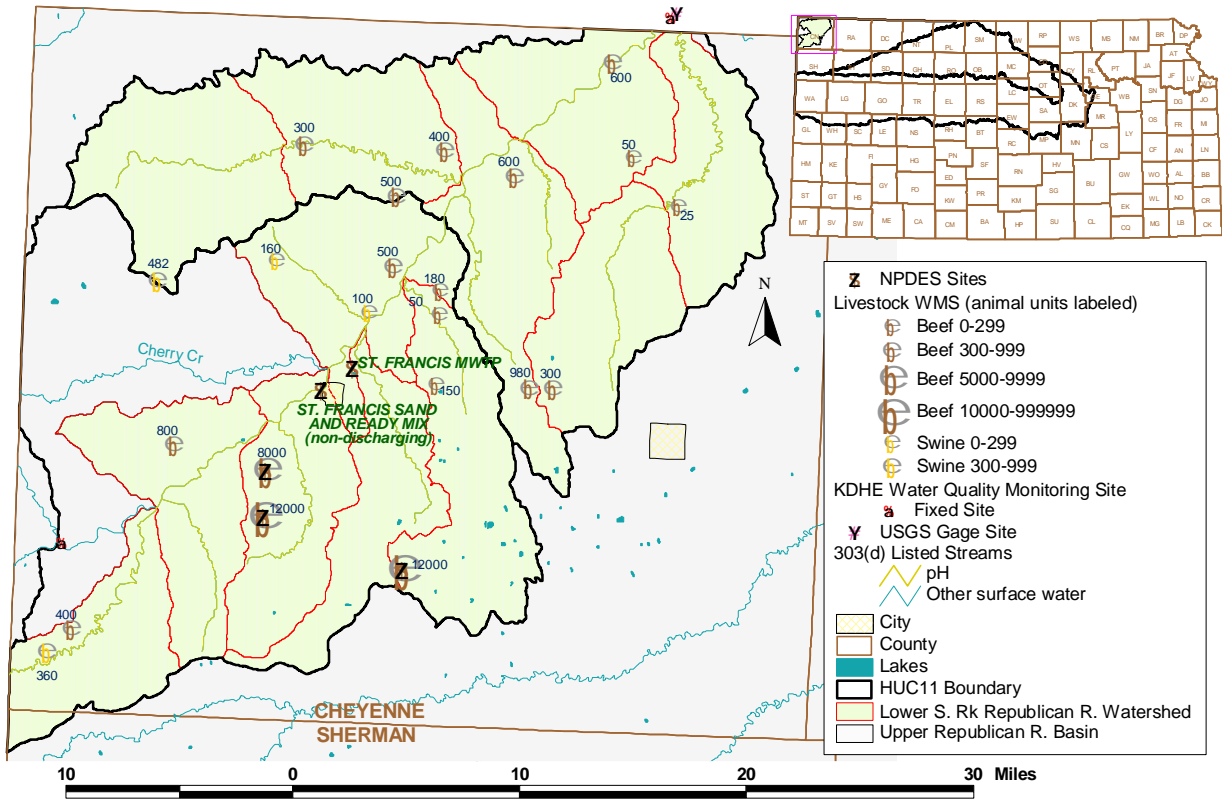 600
300
400
50
600
500
25
160
482
500
180
50
100
Cherry Cr
ST. FRANCIS MWTP
980
300
150
ST. FRANCIS SAND
AND READY MIX
(non-discharging)
800
8000
12000
12000
400
360
CHEYENNE
SHERMAN
N
RA
DC
NT
PL
SM
JW
RP
WS
MS
NM
BR
DP
SH
SD
GH
RO
OB
MC
CY
RL
PT
JA
AT
JF
LV
WY
WA
LG
GO
TR
EL
RS
LC
OT
SA
DK
GE
WB
SN
DG
JO
GL
WH
SC
LE
NS
RH
BT
EW
RC
MP
MN
MR
CS
LY
OS
FR
MI
HM
KE
FI
HG
PN
ED
SF
RN
HV
BU
GW
CF
AN
LN
WO
AL
BB
ST
GT
HS
GY
FO
KW
PR
KM
SG
EK
WL
NO
CR
MT
SV
SW
ME
CA
CM
BA
HP
SU
CL
CQ
MG
LB
CK
NPDES Sites
Livestock WMS (animal units labeled)
Beef 0-299
Beef 300-999
Beef 5000-9999
Beef 10000-999999
Swine 0-299
Swine 300-999
KDHE Water Quality Monitoring Site
Fixed Site
USGS Gage Site
303(d) Listed Streams
pH
Other surface water
City
County
Lakes
HUC11 Boundary
Lower S. Rk Republican R. Watershed
Upper Republican R. Basin
10 0 10 20 30 Miles